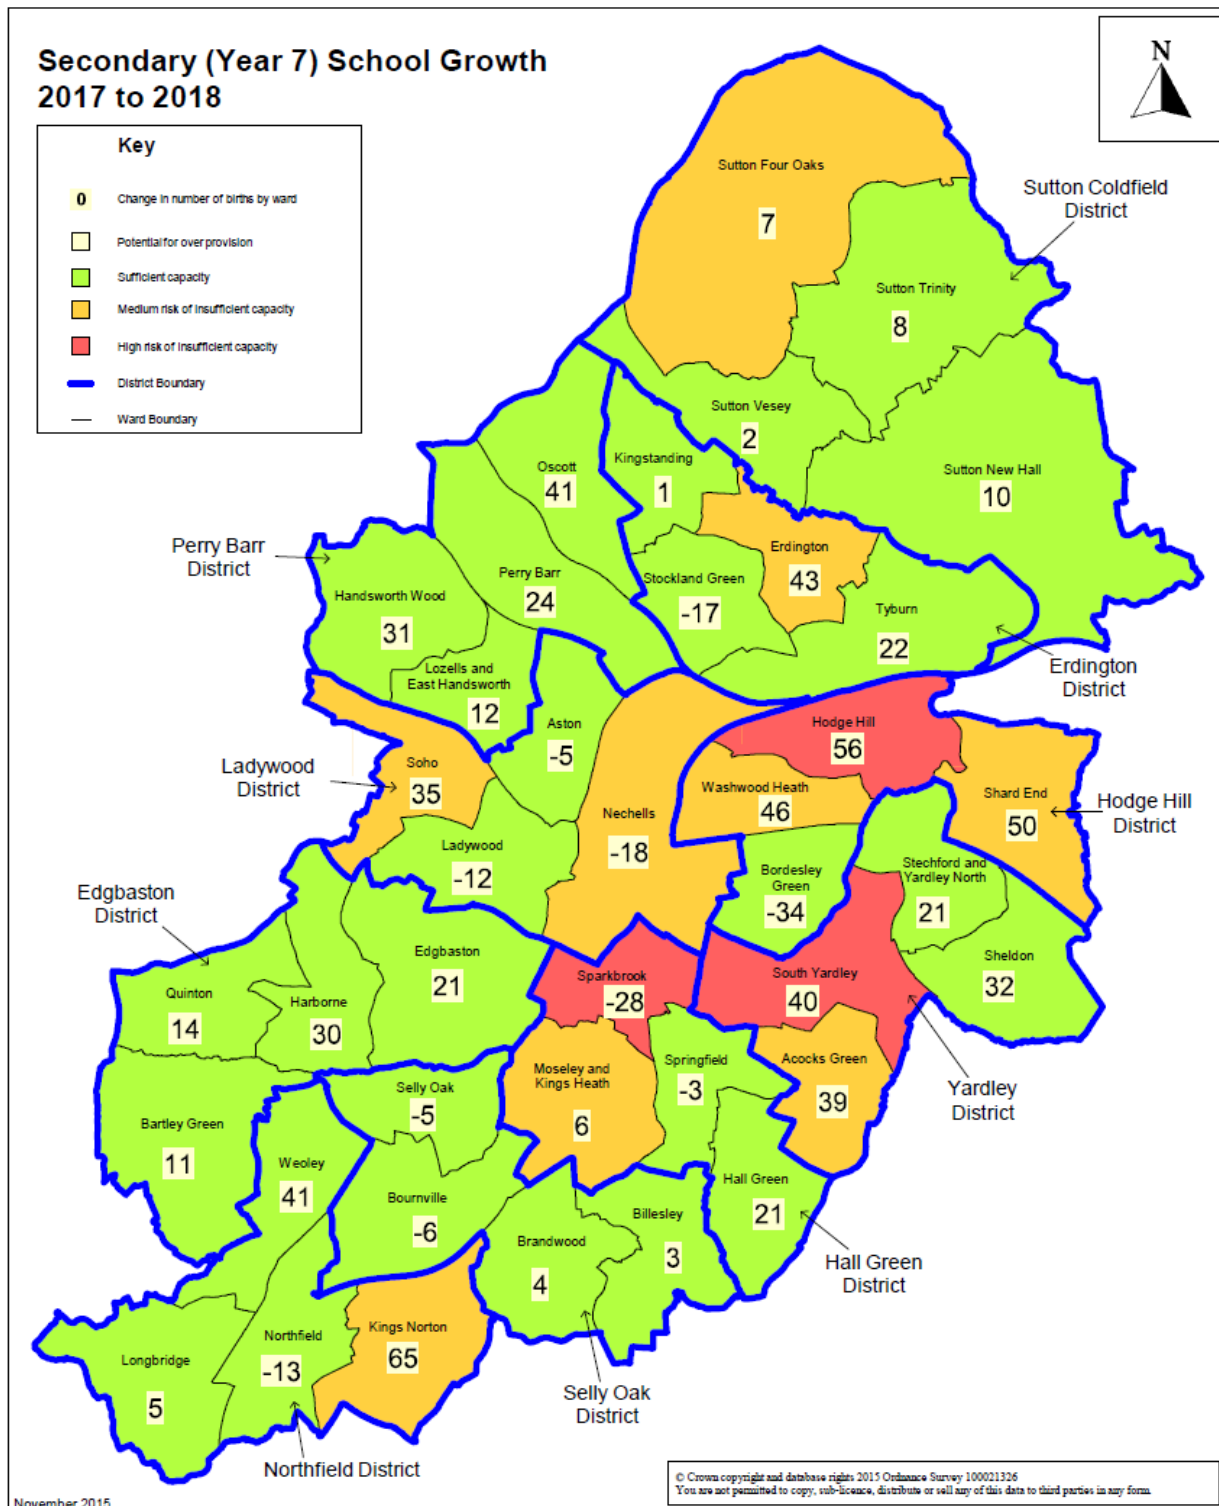 Secondary (Year 7) School Growth
2017 to 2018
N
Key
0 Change in number of births by ward
Potential for over provision
Sufficient capacity
Medium risk of insufficient capacity
High risk of insufficient capacity
District Boundary
Ward Boundary
Sutton Four Oaks
7
Sutton Coldfield
District
Sutton Trinity
8
Sutton Vesey
2
Sutton New Hall
10
Oscott
41
Kingstanding
1
Perry Barr
District
Erdington
43
Perry Barr
24
Stockland Green
-17
Handsworth Wood
31
Tyburn
22
Erdington
District
Lozells and
East Handsworth
12
Aston
-5
Hodge Hill
56
Ladywood
District
Soho
35
Washwood Heath
46
Shard End
50
Hodge Hill
District
Nechells
-18
Ladywood
-12
Bordesley
Green
-34
Stechford and
Yardley North
21
Edgbaston
District
Edgbaston
21
Sparkbrook
-28
South Yardley
40
Sheldon
32
Quinton
14
Harborne
30
Moseley and
Kings Heath
6
Springfield
-3
Acocks Green
39
Yardley
District
Selly Oak
-5
Bartley Green
11
Weoley
41
Bournville
-6
Hall Green
21
Billesley
3
Brandwood
4
Hall Green
District
Kings Norton
65
Northfield
-13
Longbridge
5
Selly Oak
District
Northfield District
© Crown copyright and database rights 2015 Ordnance Survey 100021326
You are not permitted to copy, sub-licence, distribute or sell any of this data to third parties in any form.
November 2015